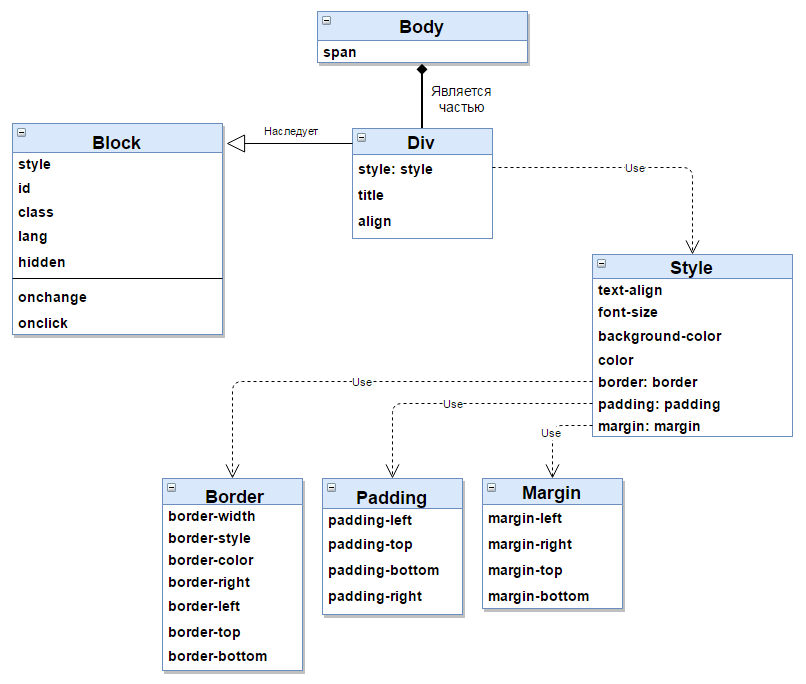 Body
span
Является
частью
Block
style
id
class
lang
hidden
onchange
onclick
Наследует
Div
style: style
title
align
Use
Style
text-align
font-size
background-color
color
border: border
padding: padding
margin: margin
Use
Use
Use
Border
border-width
border-style
border-color
border-right
border-left
border-top
border-bottom
Padding
padding-left
padding-top
padding-bottom
padding-right
Margin
margin-left
margin-right
margin-top
margin-bottom